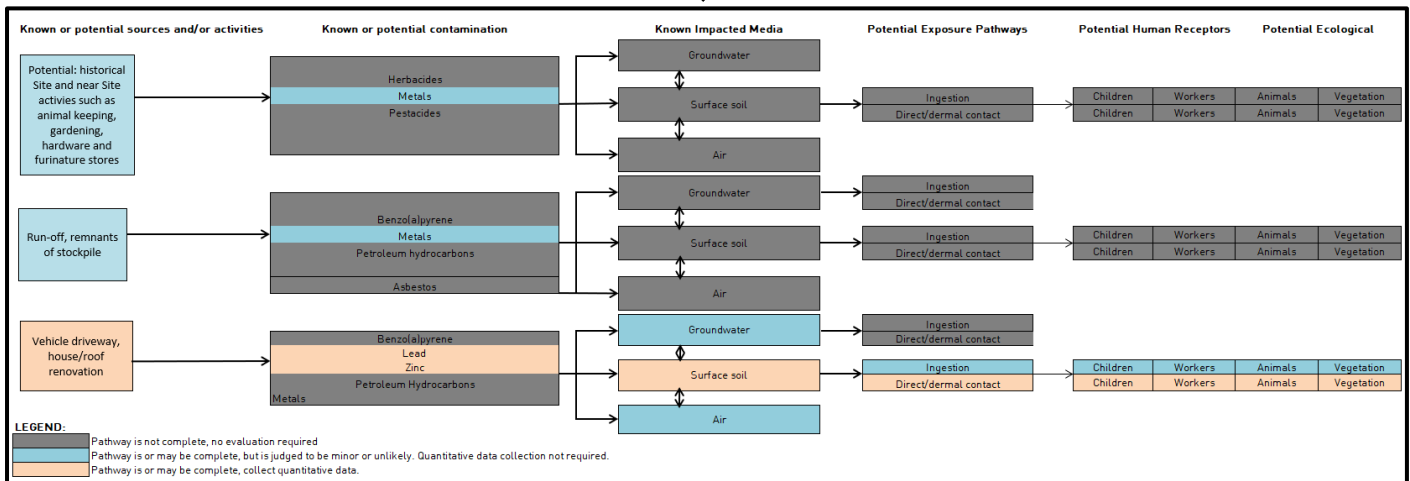 Known or potential sources and/or activities
Known or potential contamination
Known Impacted Media
Potential Exposure Pathways
Potential Human Receptors
Potential Ecological
Potential: historical
Site and near Site
activies such as
animal keeping,
gardening,
hardware and
furinature stores
Herbacides
Metals
Pestacides
Groundwater
Surface soil
Air
Ingestion
Direct/dermal contact
Children Workers Animals Vegetation
Children Workers Animals Vegetation
Run-off, remnants
of stockpile
Benzolalpyrene
Metals
Petroleum hydrocarbons
Asbestos
Groundwater
Surface soil
Air
Ingestion
Direct/dermal contact
Ingestion
Direct/dermal contact
Children Workers Animals Vegetation
Children Workers Animals Vegetation
Vehicle driveway,
house/roof
renovation
Benzolalpyrene
Lead
Zinc
Petroleum Hydrocarbons
Metals
Groundwater
Surface soil
Air
Ingestion
Direct/dermal contact
Ingestion
Direct/dermal contact
Children Workers Animals Vegetation
Children Workers Animals Vegetation
LEGEND:
Pathway is not complete, no evaluation required
Pathway is or may be complete, but is judged to be minor or unlikely. Quantitative data collection not required.
Pathway is or may be complete, collect quantitative data.